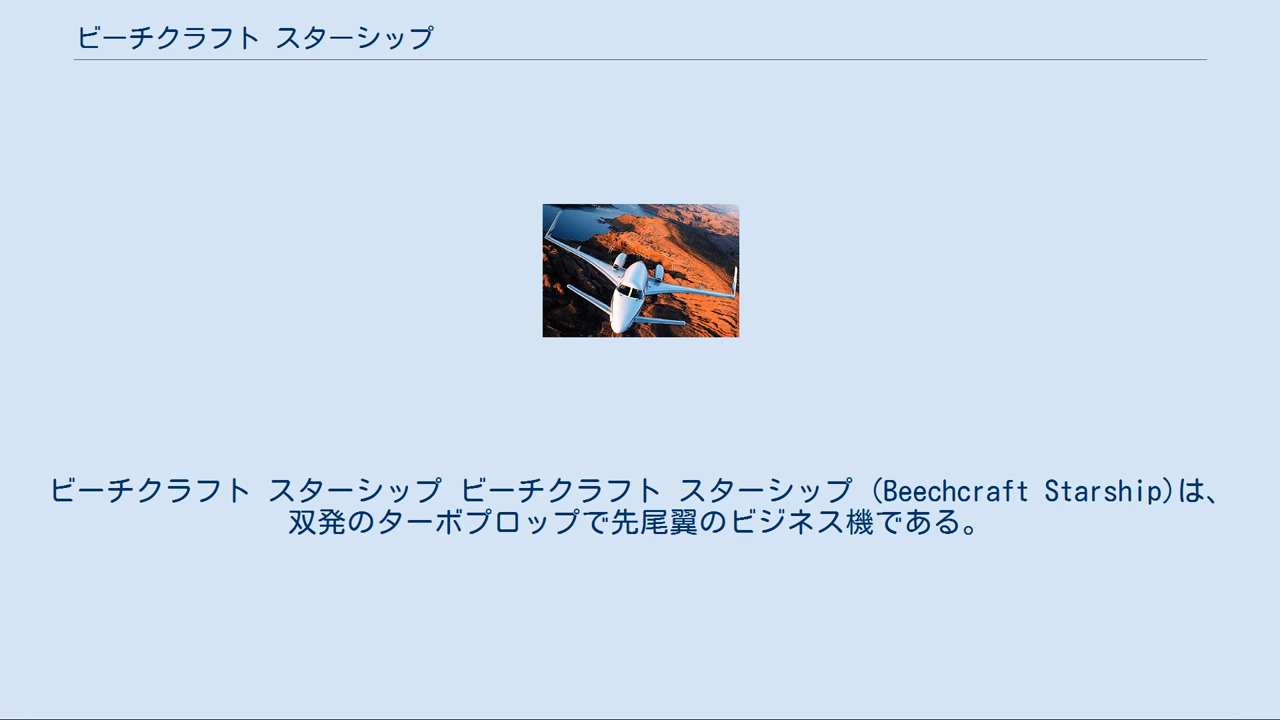 ビーチクラフト スターシップ
ビーチクラフト スターシップ ビーチクラフト スターシップ (Beechcraft Starship)は、
双発のターボプロップで先尾翼のビジネス機である。